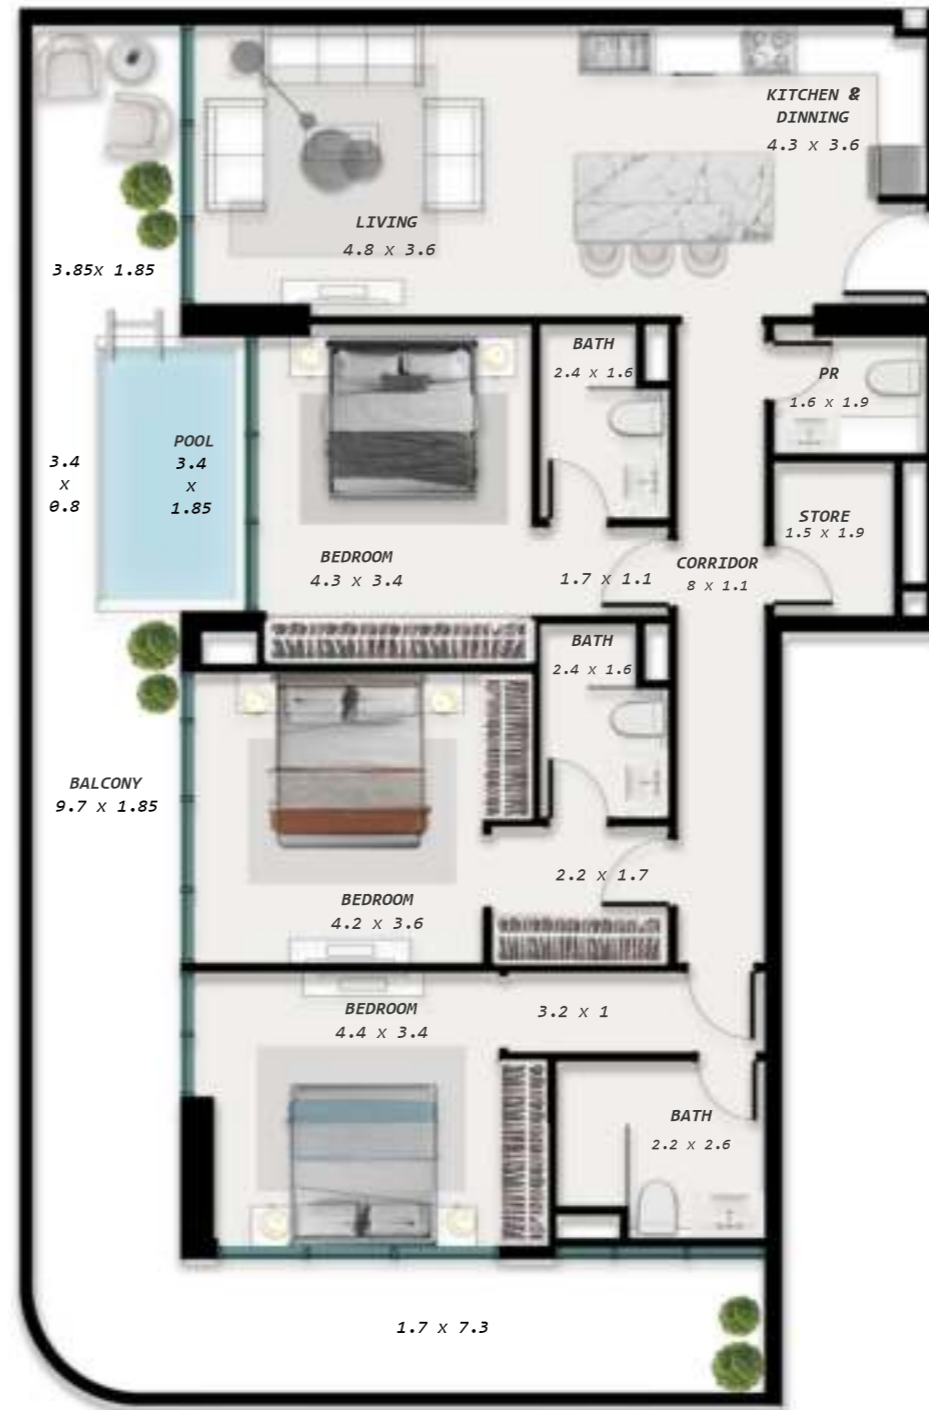 KITCHEN &
DINNING
4.3 x 3.6
LIVING
4.8 x 3.6
3.85x 1.85
BATH
2.4 x 1.6
PR
1.6 x 1.9
POOL
3.4
x
1.85
3.4
x
0.8
STORE
1.5 x 1.9
BEDROOM
4.3 x 3.4
1.7 x 1.1
CORRIDOR
8 x 1.1
BATH
2.4 x 1.6
BALCONY
9.7 x 1.85
2.2 x 1.7
BEDROOM
4.2 x 3.6
BEDROOM
4.4 x 3.4
3.2 x 1
BATH
2.2 x 2.6
1.7 x 7.3